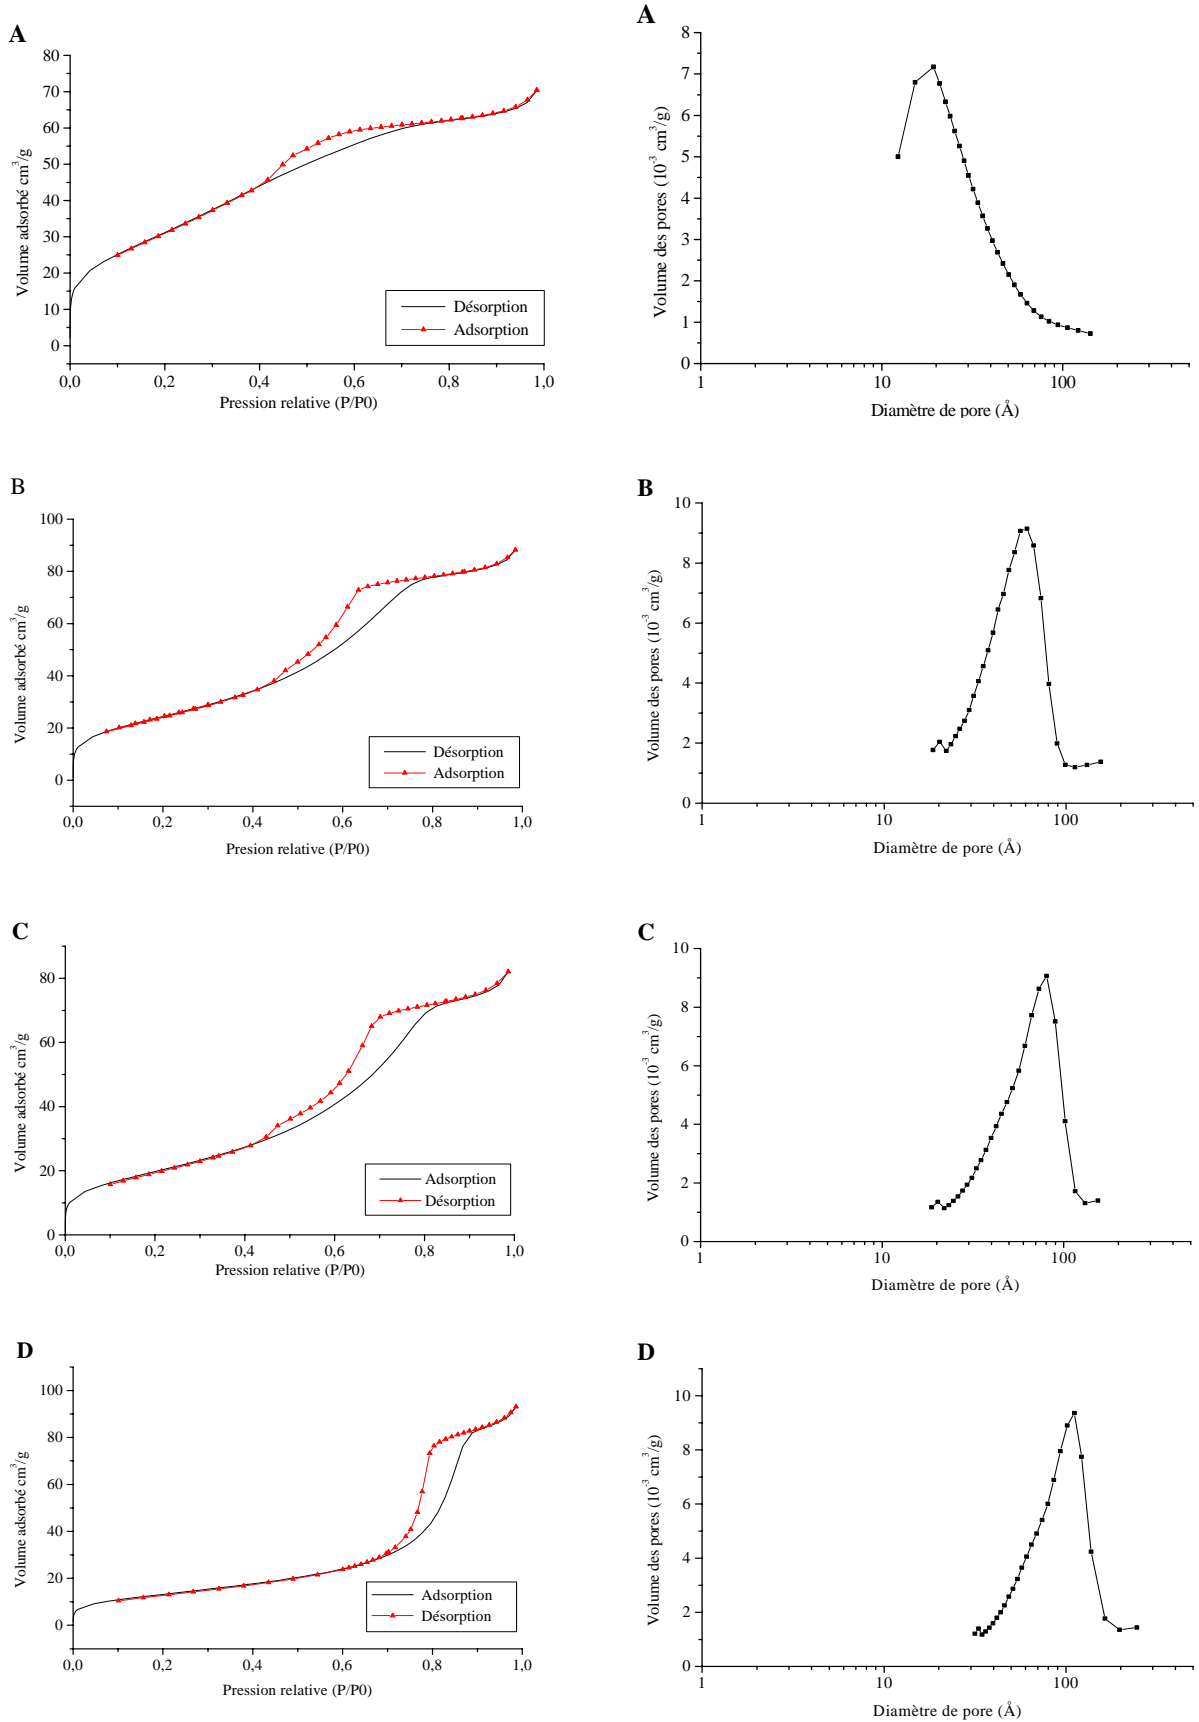 A
Volume adsorbé cm³/g
80
70
60
50
40
30
20
10
0
Désorption
Adsorption
0,0 0,2 0,4 0,6 0,8 1,0
Pression relative (P/P0)
A
Volume des pores (10⁻³ cm³/g)
8
7
6
5
4
3
2
1
0
1 10 100
Diamètre de pore (Å)
B
Volume adsorbé cm³/g
100
80
60
40
20
0
Désorption
Adsorption
0,0 0,2 0,4 0,6 0,8 1,0
Presion relative (P/P0)
B
Volume des pores (10⁻³ cm³/g)
10
8
6
4
2
0
1 10 100
Diamètre de pore (Å)
C
Volume adsorbé cm³/g
80
60
40
20
0
Adsorption
Désorption
0,0 0,2 0,4 0,6 0,8 1,0
Pression relative (P/P0)
C
Volume des pores (10⁻³ cm³/g)
10
8
6
4
2
0
1 10 100
Diamètre de pore (Å)
D
Volume adsorbé cm³/g
100
80
60
40
20
0
Adsorption
Désorption
0,0 0,2 0,4 0,6 0,8 1,0
Pression relative (P/P0)
D
Volume des pores (10⁻³ cm³/g)
10
8
6
4
2
0
1 10 100
Diamètre de pore (Å)